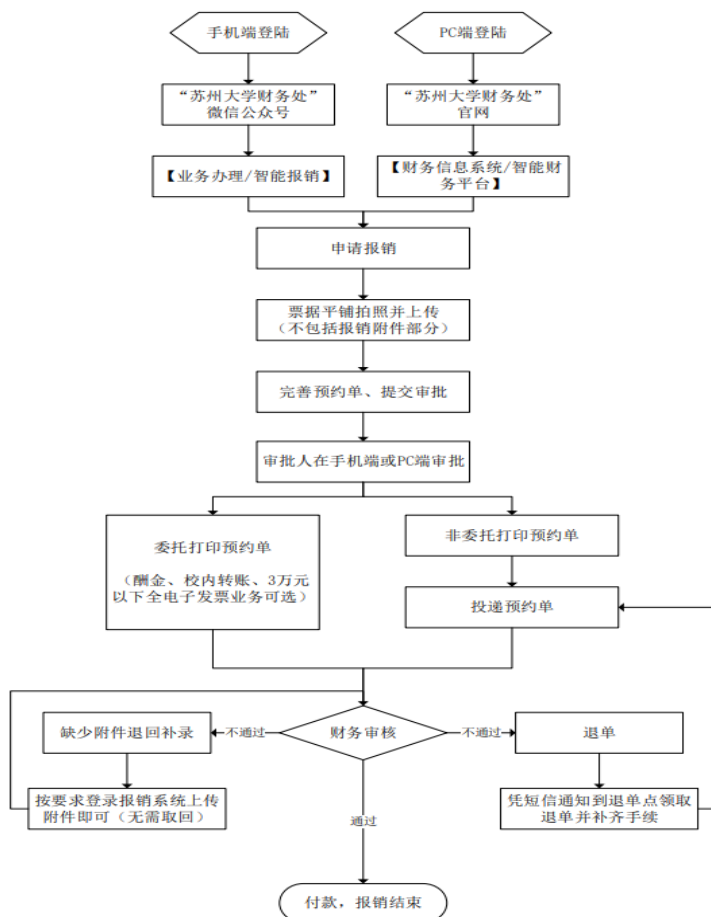 手机端登陆
PC端登陆
“苏州大学财务处”
微信公众号
“苏州大学财务处”
官网
【业务办理/智能报销】
【财务信息系统/智能财
务平台】
申请报销
票据平铺拍照并上传
（不包括报销附件部分）
完善预约单、提交审批
审批人在手机端或PC端审批
委托打印预约单
（酬金、校内转账、3万元
以下全电子发票业务可选）
非委托打印预约单
投递预约单
缺少附件退回补录
不通过
财务审核
不通过
退单
按要求登录报销系统上传
附件即可（无需取回）
凭短信通知到退单点领取
退单并补齐手续
通过
付款，报销结束